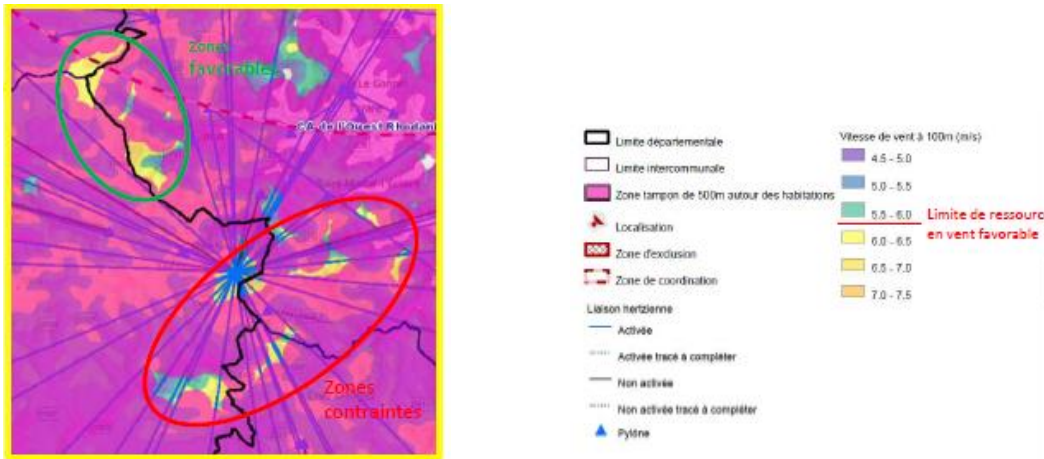 Zones
favorables
CA de l'Ouest Rhodan
Zones
contraintes
Limite départementale
Limite intercommunale
Zone tampon de 500m autour des habitations
Localisation
Zone d'exclusion
Zone de coordination
Liaison hertzienne
Activée
Activée tracé à compléter
Non activée
Non activée tracé à compléter
Pylône
Vitesse de vent à 100m (m/s)
4.5 - 5.0
5.0 - 5.5
5.5 - 6.0
Limite de ressourc
en vent favorable
6.0 - 6.5
6.5 - 7.0
7.0 - 7.5